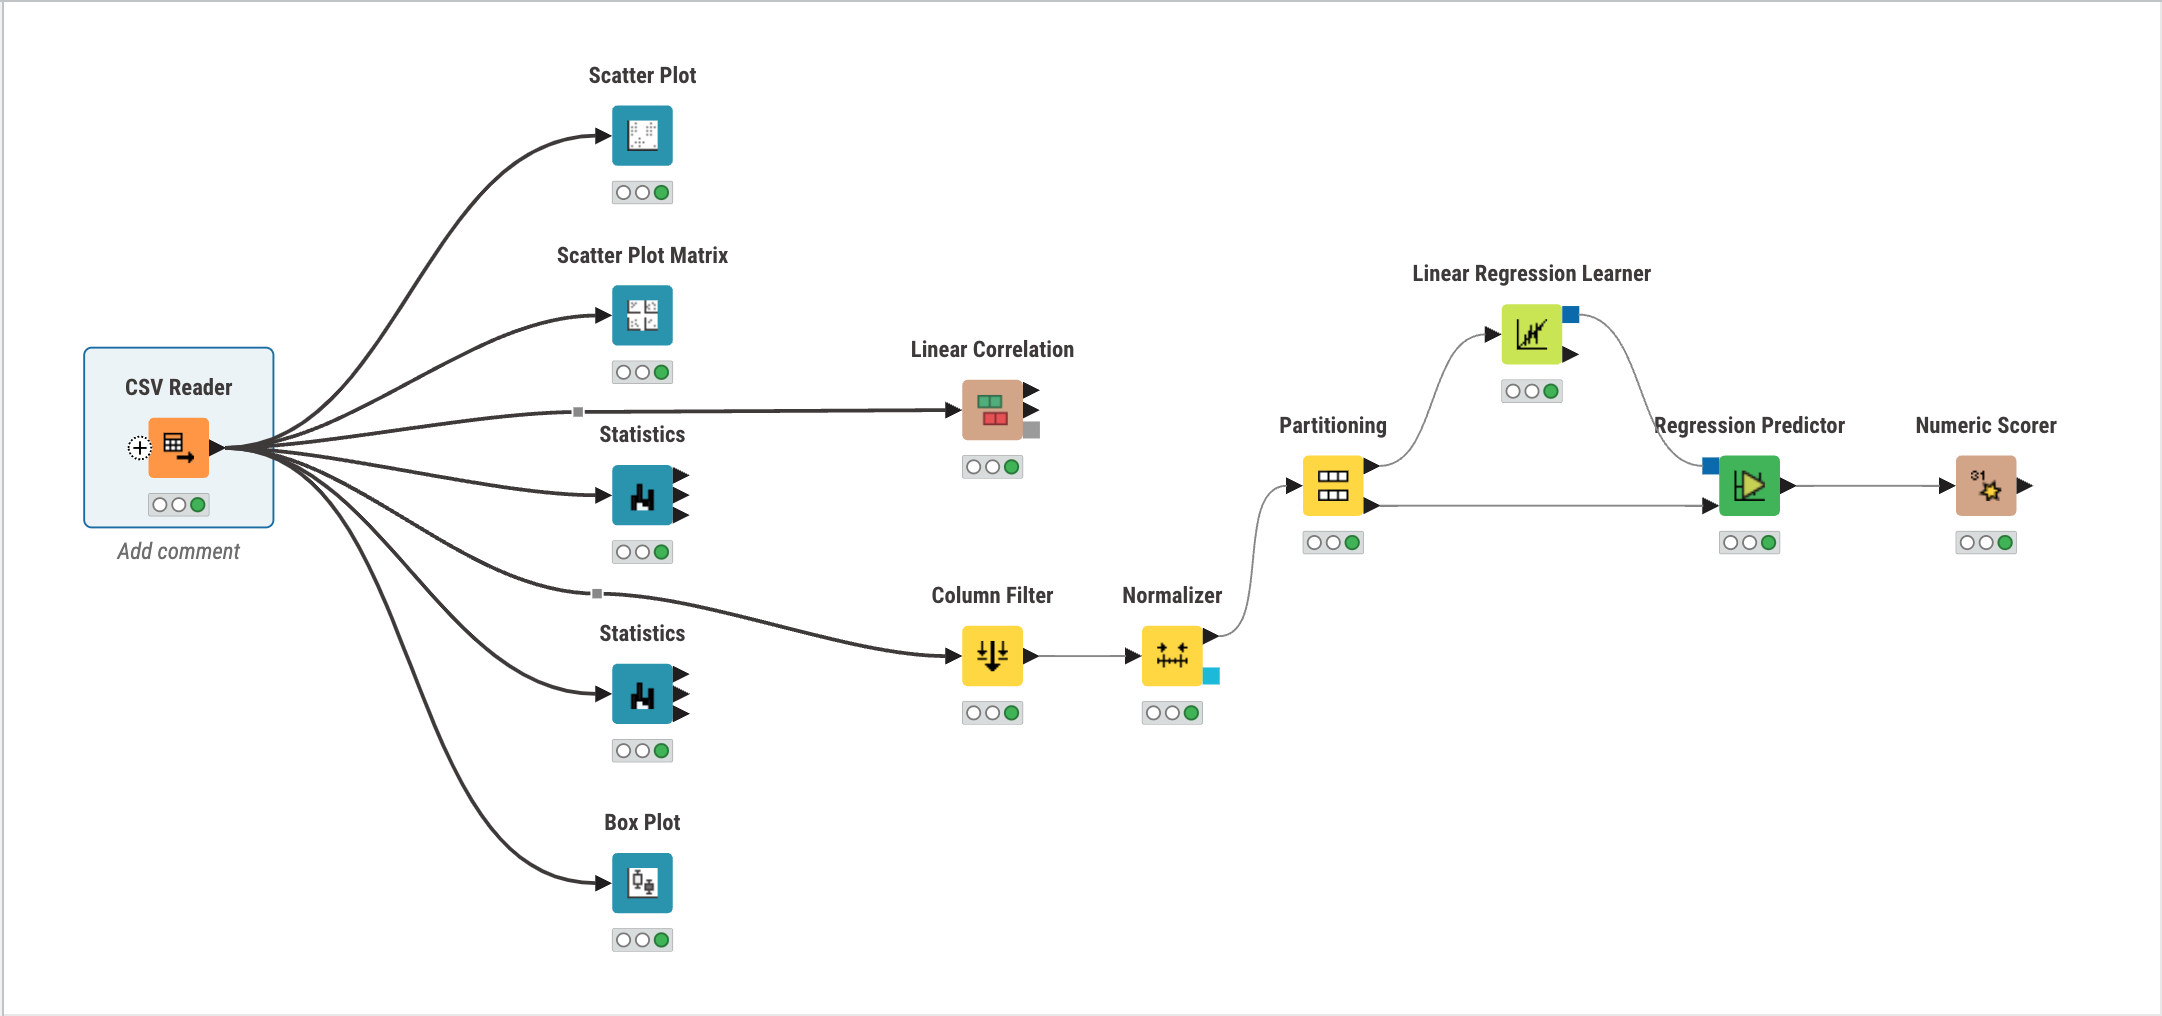 Scatter Plot
Scatter Plot Matrix
CSV Reader
Add comment
Linear Correlation
Statistics
Statistics
Box Plot
Column Filter
Normalizer
Partitioning
Linear Regression Learner
Regression Predictor
Numeric Scorer
31